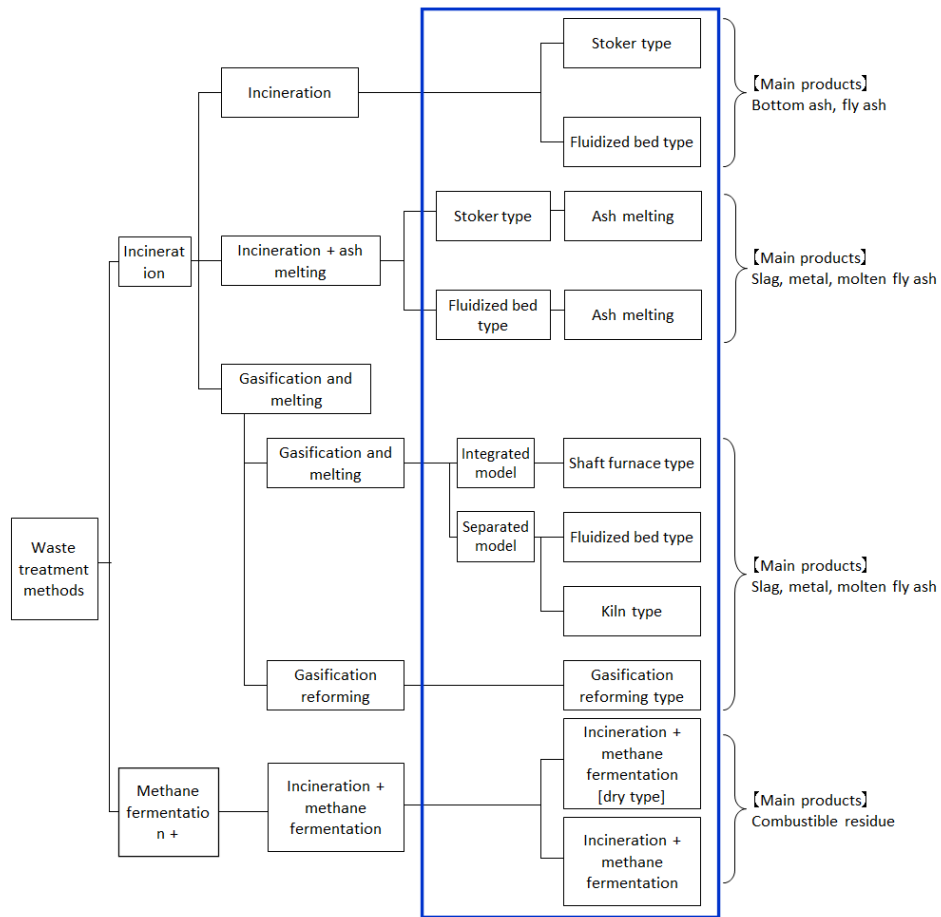 Stoker type
Incineration
【Main products】
Bottom ash, fly ash
Fluidized bed type
Stoker type
Ash melting
Incinerat
ion
Incineration + ash
melting
【Main products】
Slag, metal, molten fly ash
Fluidized bed
type
Ash melting
Gasification and
melting
Gasification and
melting
Integrated
model
Shaft furnace type
Waste
treatment
methods
Separated
model
Fluidized bed type
【Main products】
Slag, metal, molten fly ash
Kiln type
Gasification
reforming
Gasification
reforming type
Methane
fermentatio
n +
Incineration +
methane
fermentation
Incineration +
methane
fermentation
[dry type]
【Main products】
Combustible residue
Incineration +
methane
fermentation